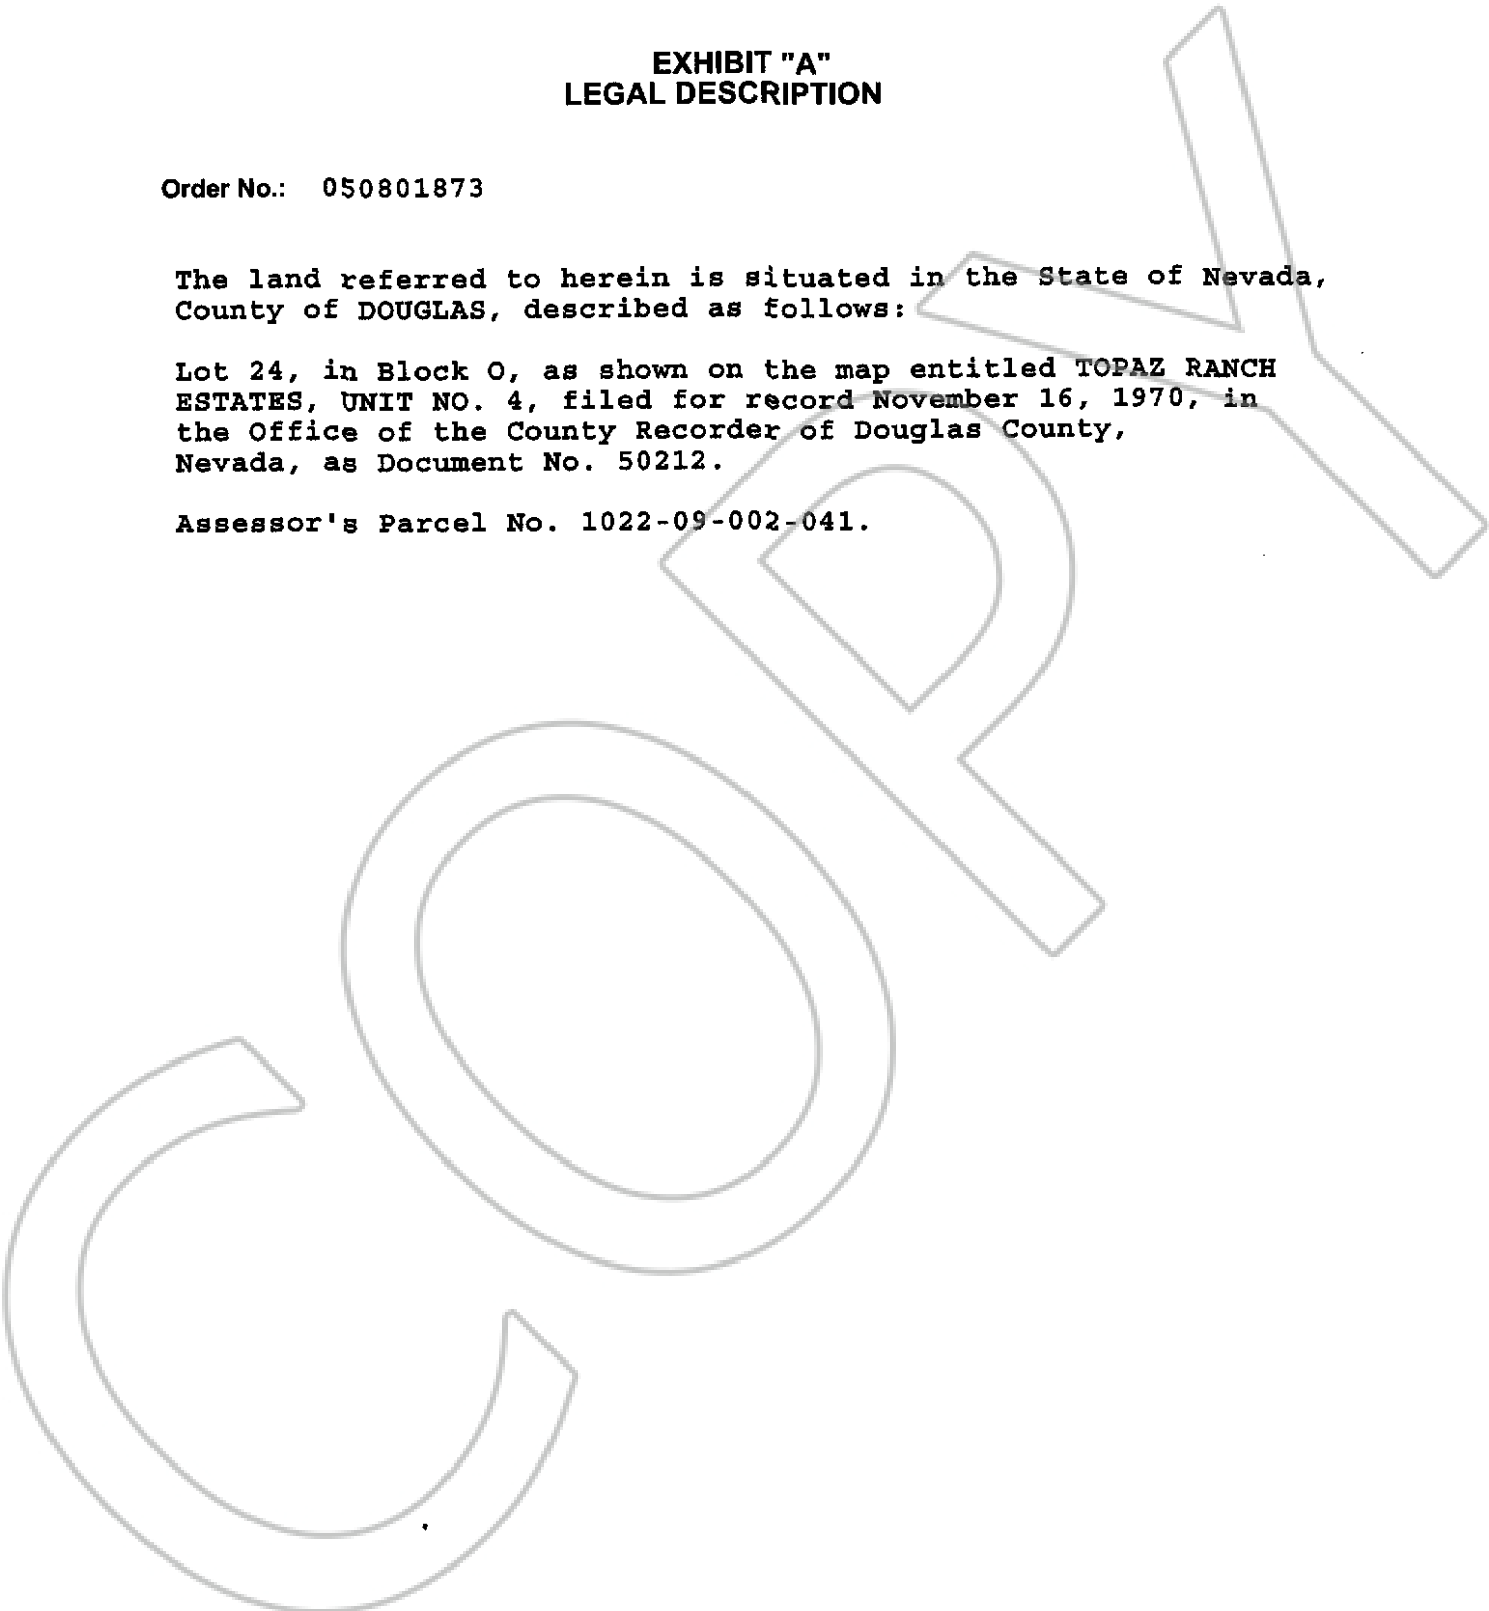 EXHIBIT "A"
LEGAL DESCRIPTION
Order No.: 050801873
The land referred to herein is situated in the State of Nevada,
County of DOUGLAS, described as follows:
Lot 24, in Block O, as shown on the map entitled TOPAZ RANCH
ESTATES, UNIT NO. 4, filed for record November 16, 1970, in
the Office of the County Recorder of Douglas County,
Nevada, as Document No. 50212.
Assessor's Parcel No. 1022-09-002-041.
COPY